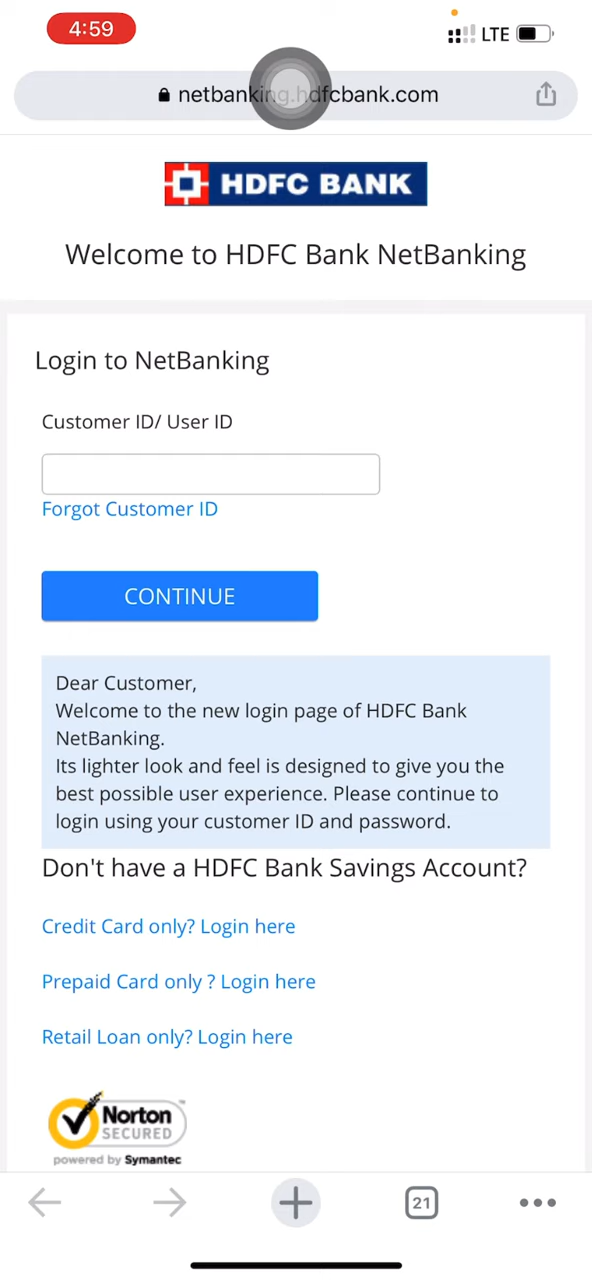 4:59
LTE
netbanking.hdfcbank.com
HDFC BANK
Welcome to HDFC Bank NetBanking
Login to NetBanking
Customer ID/ User ID
Forgot Customer ID
CONTINUE
Dear Customer,
Welcome to the new login page of HDFC Bank
NetBanking.
Its lighter look and feel is designed to give you the
best possible user experience. Please continue to
login using your customer ID and password.
Don't have a HDFC Bank Savings Account?
Credit Card only? Login here
Prepaid Card only ? Login here
Retail Loan only? Login here
Norton
SECURED
powered by Symantec
21